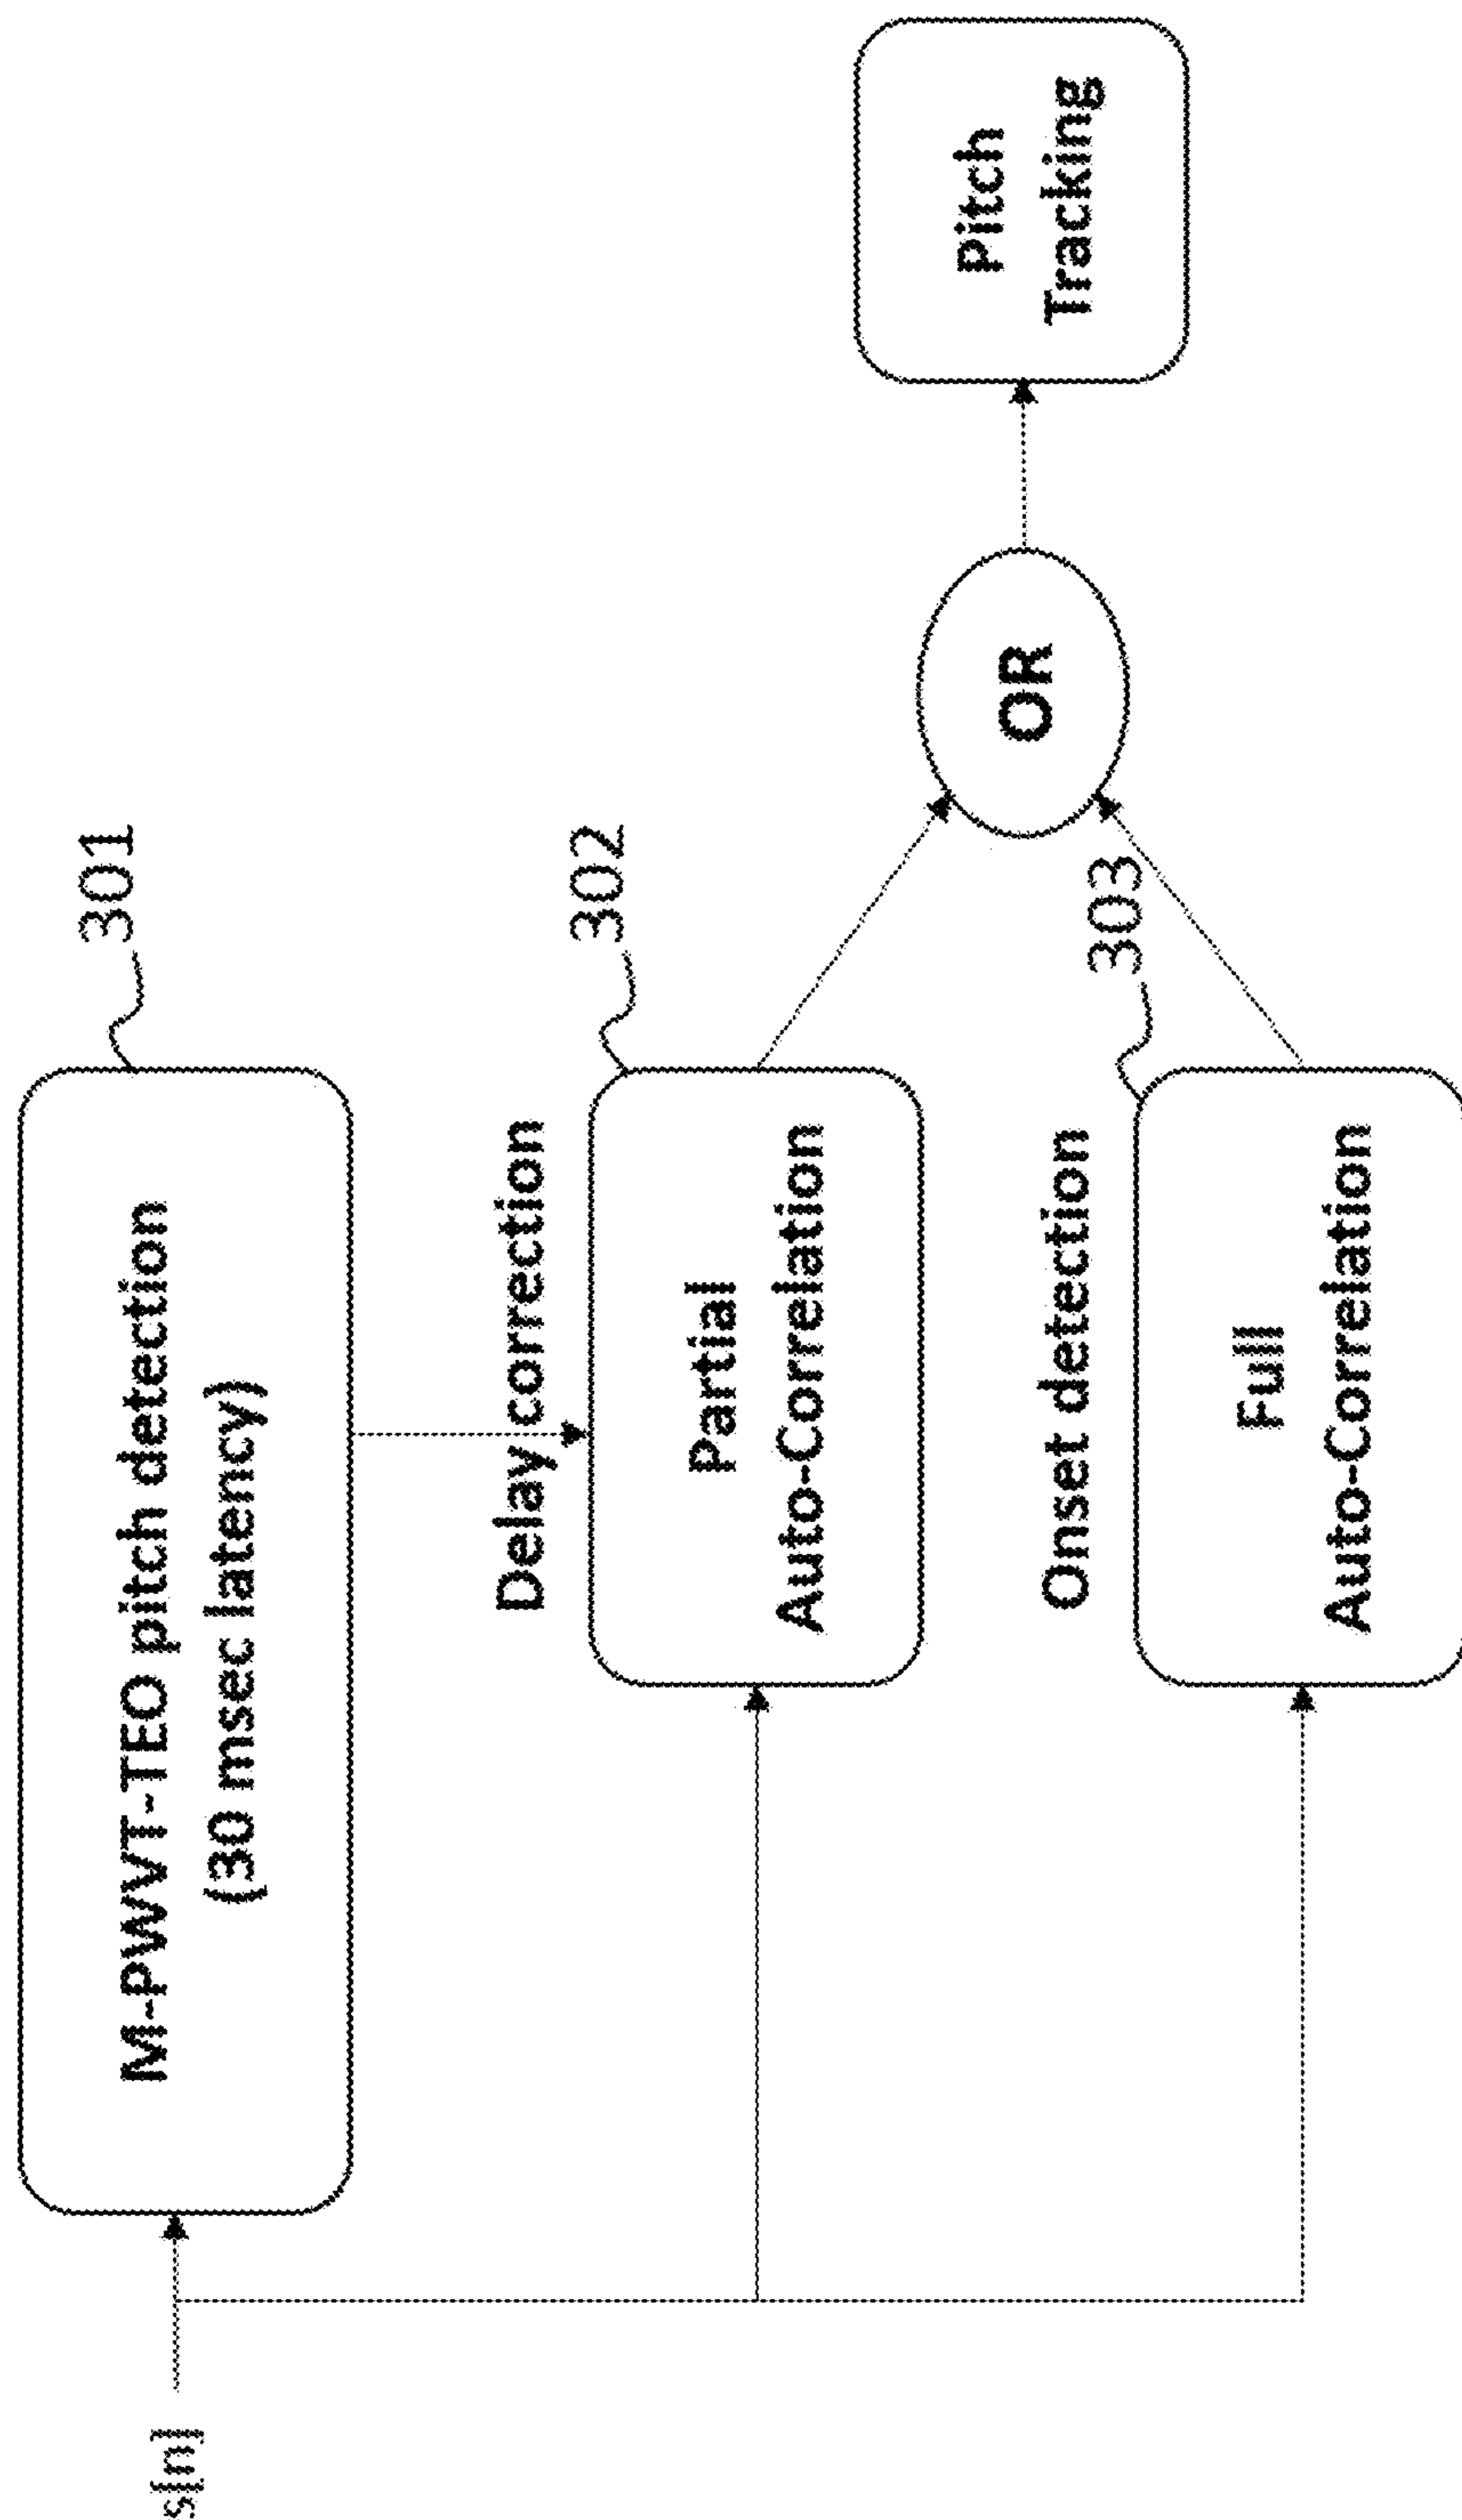 s[n]
M-PWVT-TEO pitch detection
(30 msec latency)
301
Delay correction
302
Partial
Auto-Correlation
Onset detection
303
Full
Auto-Correlation
OR
Pitch
Tracking